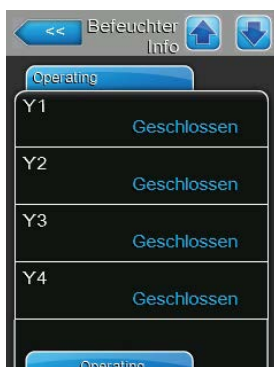 <<
Befeuchter
Info
Operating
Y1
Geschlossen
Y2
Geschlossen
Y3
Geschlossen
Y4
Geschlossen
Operating